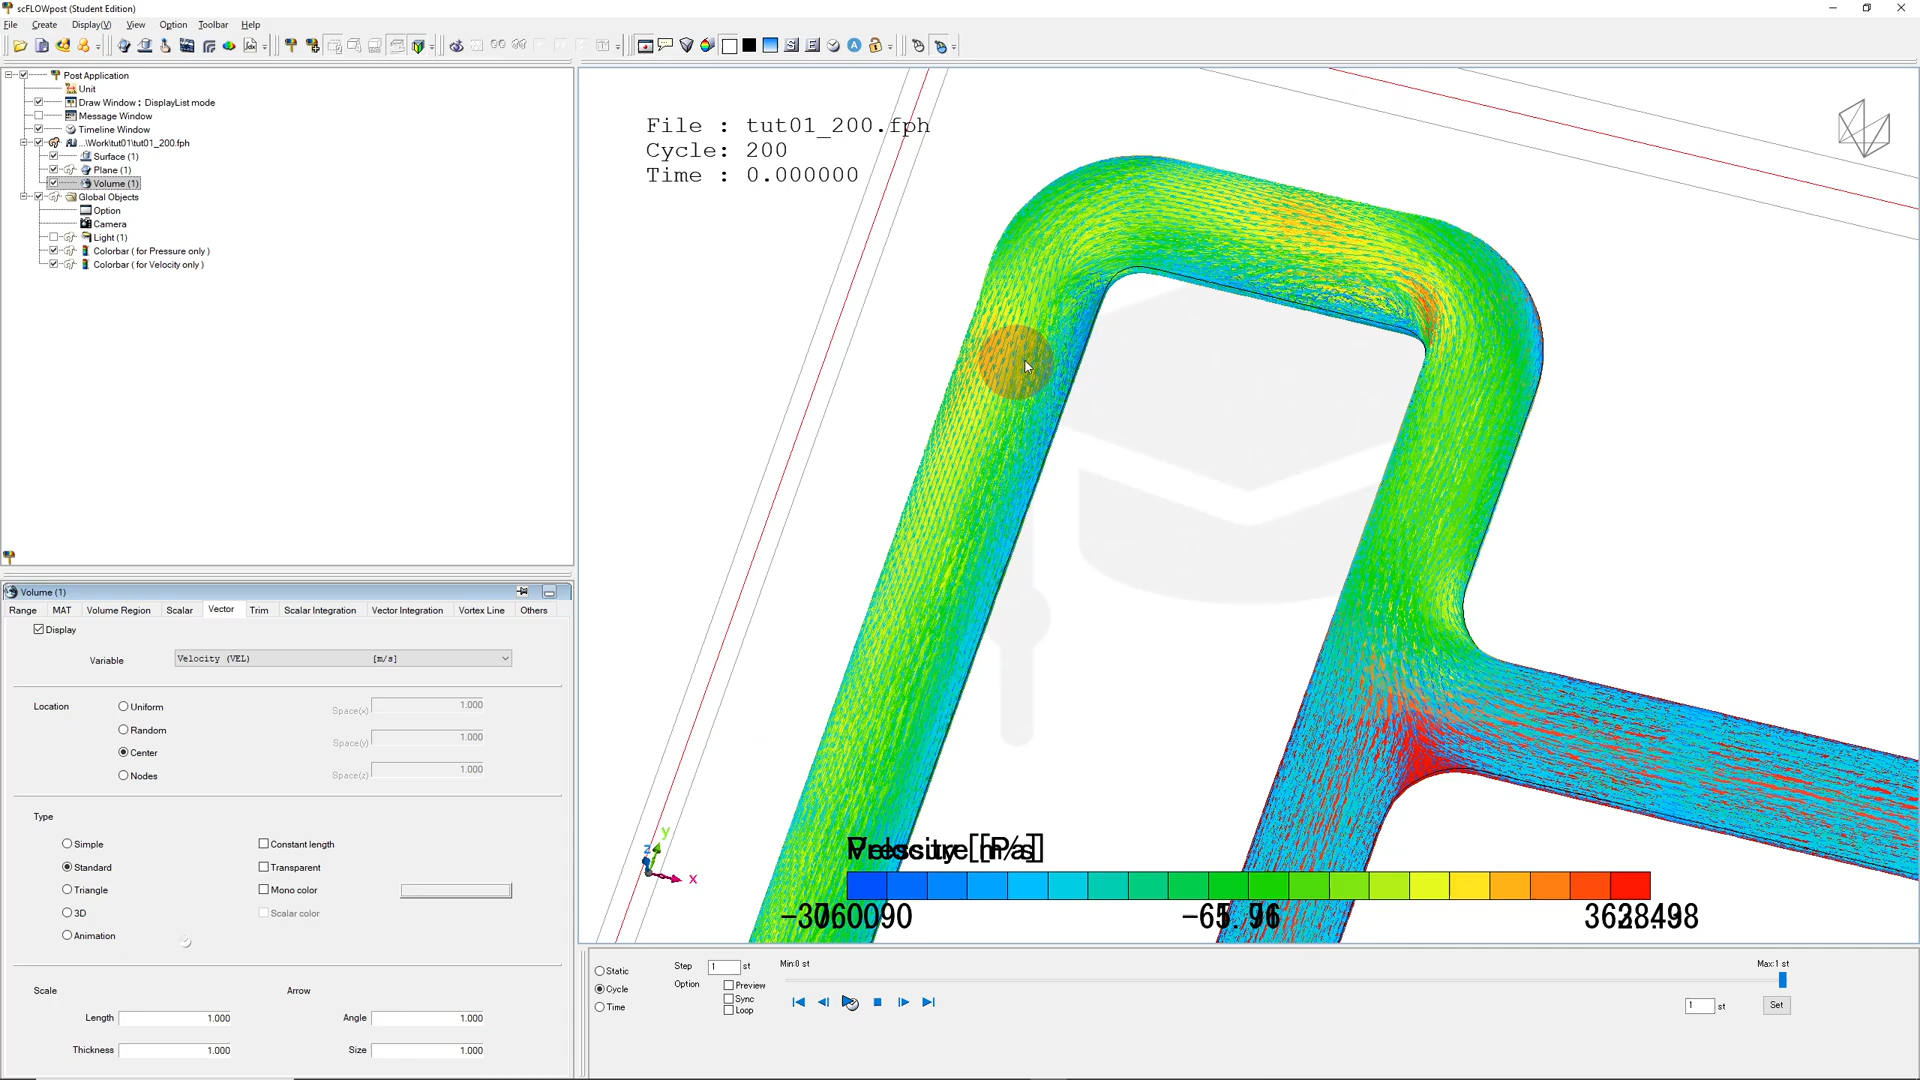 scFLOWpost (Student Edition)
File Create Display(V) View Option Toolbar Help
Post Application
Unit
Draw Window : DisplayList mode
Message Window
Timeline Window
...\Work\tut01\tut01_200.fph
Surface (1)
Plane (1)
Volume (1)
Global Objects
Option
Camera
Light (1)
Colorbar ( for Pressure only )
Colorbar ( for Velocity only )
File : tut01_200.fph
Cycle: 200
Time : 0.000000
Volume (1)
Range MAT Volume Region Scalar Vector Trim Scalar Integration Vector Integration Vortex Line Others
Display
Variable Velocity (VEL) [m/s]
Location Uniform Space(x) 1.000
Random Space(y) 1.000
Center
Nodes Space(z) 1.000
Type
Simple Constant length
Standard Transparent
Triangle Mono color
3D Scalar color
Animation
Scale Arrow
Length 1.000 Angle 1.000
Thickness 1.000 Size 1.000
z y x
Static Step 1 st Min:0 st Max:1 st
Cycle Option Preview
Sync
Time Loop
1 st Set